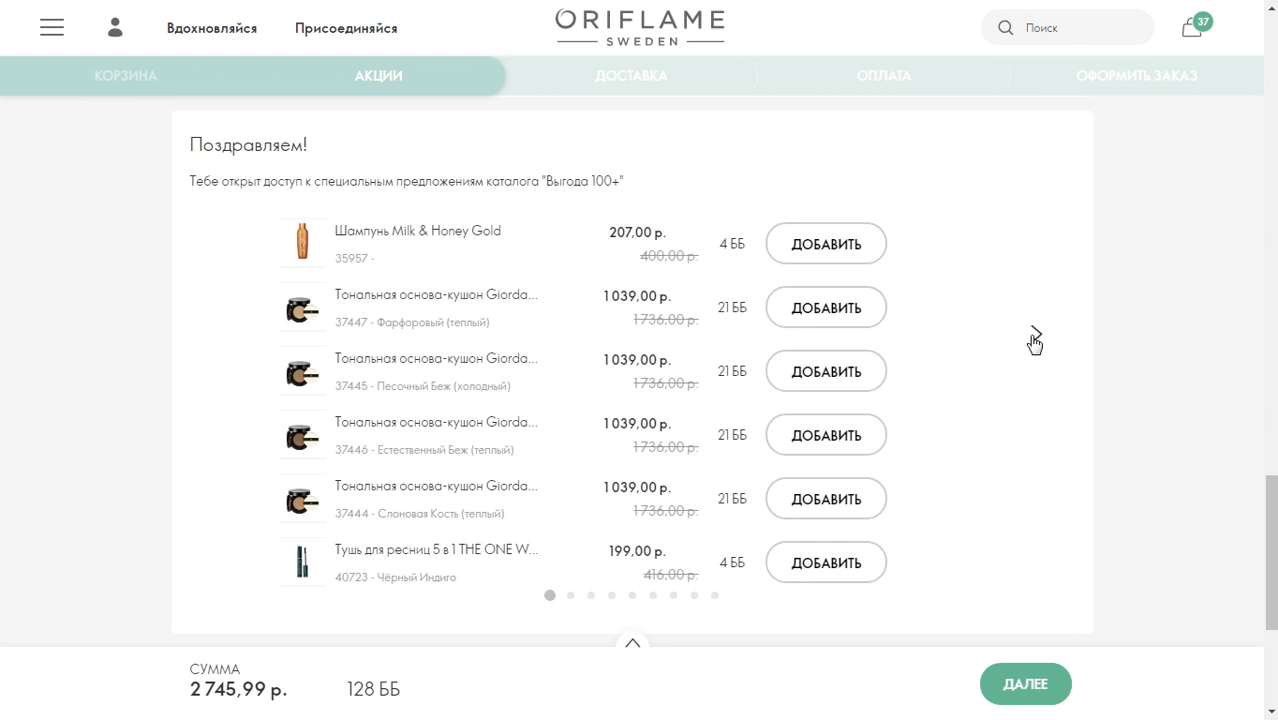 Вдохновляйся
Присоединяйся
ORIFLAME
SWEDEN
Поиск
37
КОРЗИНА
АКЦИИ
ДОСТАВКА
ОПЛАТА
ОФОРМИТЬ ЗАКАЗ
Поздравляем!
Тебе открыт доступ к специальным предложениям каталога "Выгода 100+"
Шампунь Milk & Honey Gold
35957 -
207,00 р.
400,00 р.
4 ББ
ДОБАВИТЬ
Тональная основа-кушон Giorda...
37447 - Фарфоровый (теплый)
1 039,00 р.
1 736,00 р.
21 ББ
ДОБАВИТЬ
Тональная основа-кушон Giorda...
37445 - Песочный Беж (холодный)
1 039,00 р.
1 736,00 р.
21 ББ
ДОБАВИТЬ
Тональная основа-кушон Giorda...
37446 - Естественный Беж (теплый)
1 039,00 р.
1 736,00 р.
21 ББ
ДОБАВИТЬ
Тональная основа-кушон Giorda...
37444 - Слоновая Кость (теплый)
1 039,00 р.
1 736,00 р.
21 ББ
ДОБАВИТЬ
Тушь для ресниц 5 в 1 THE ONE W...
40723 - Чёрный Индиго
199,00 р.
416,00 р.
4 ББ
ДОБАВИТЬ
СУММА
2 745,99 р.
128 ББ
ДАЛЕЕ